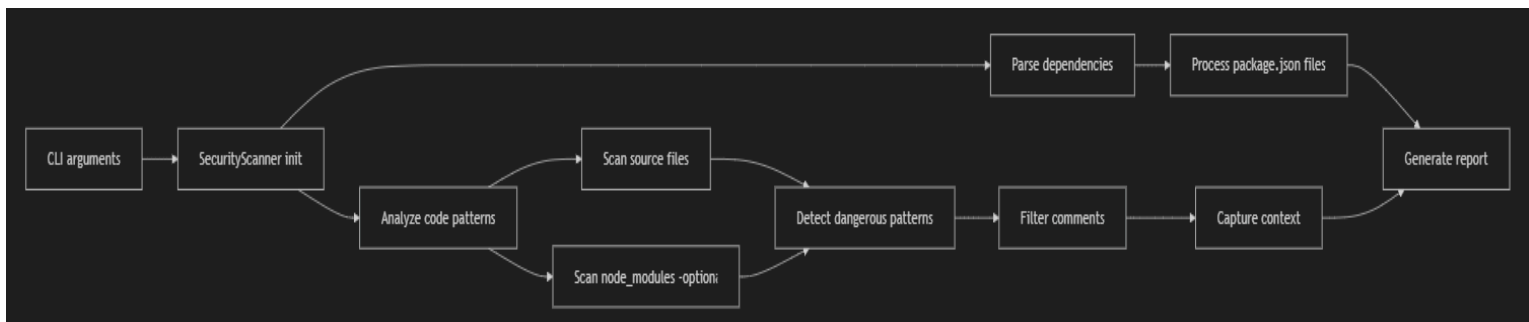 Parse dependencies
Process package.json files
CLI arguments
SecurityScanner init
Scan source files
Generate report
Analyze code patterns
Detect dangerous patterns
Filter comments
Capture context
Scan node_modules -optiona